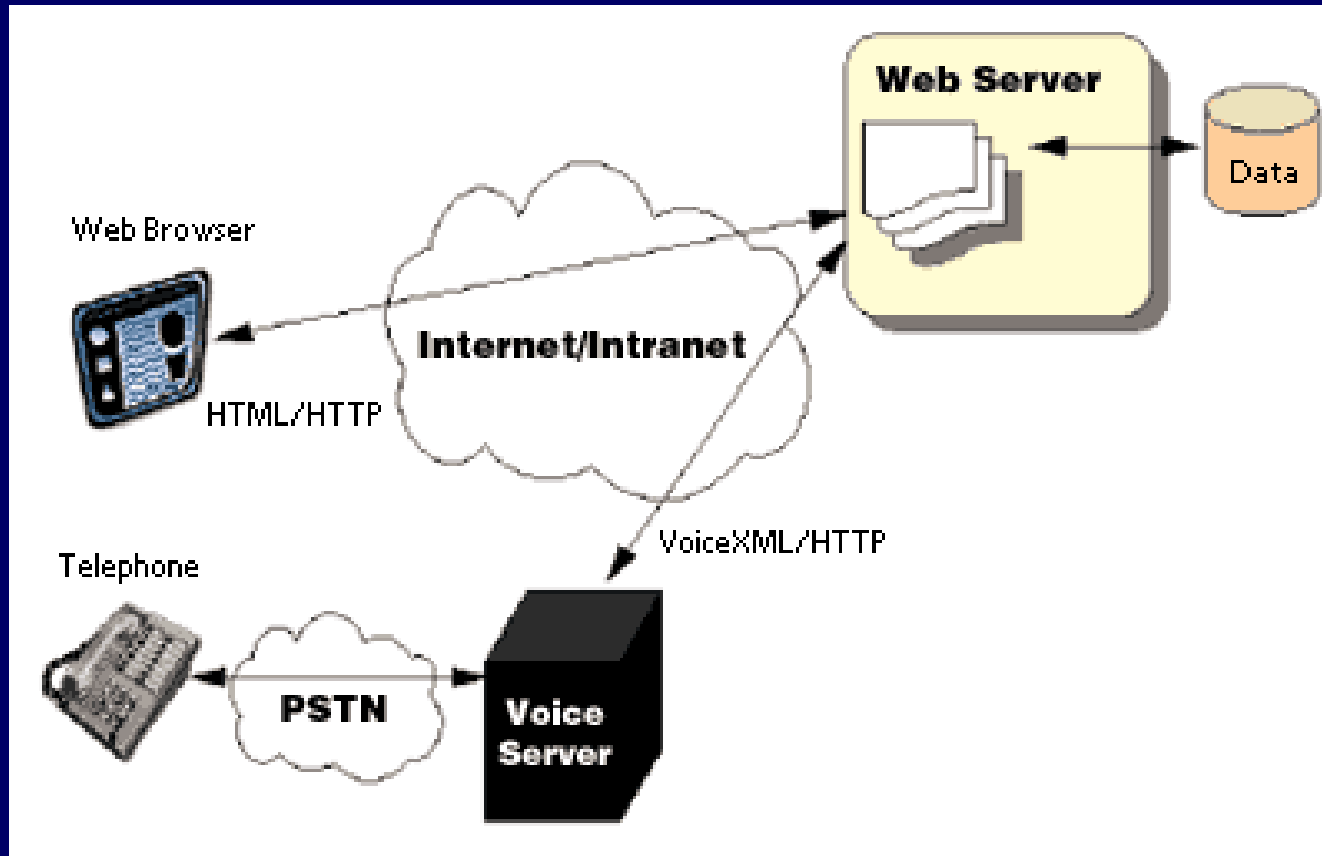 Web Server
Data
Web Browser
Internet/Intranet
HTML/HTTP
VoiceXML/HTTP
Telephone
PSTN
Voice
Server